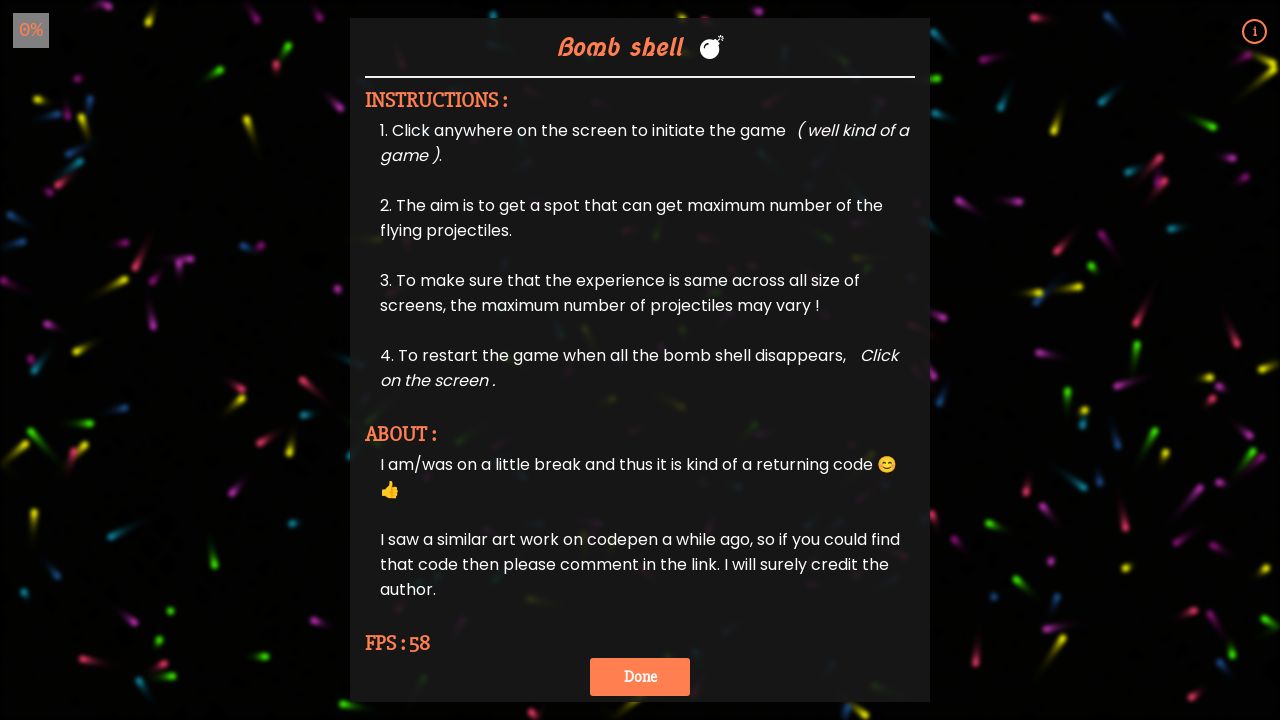 0%
i
Bomb shell 💣
INSTRUCTIONS :
1. Click anywhere on the screen to initiate the game ( well kind of a
game ).
2. The aim is to get a spot that can get maximum number of the
flying projectiles.
3. To make sure that the experience is same across all size of
screens, the maximum number of projectiles may vary !
4. To restart the game when all the bomb shell disappears, Click
on the screen .
ABOUT :
I am/was on a little break and thus it is kind of a returning code 😊
👍
I saw a similar art work on codepen a while ago, so if you could find
that code then please comment in the link. I will surely credit the
author.
FPS : 58
Done